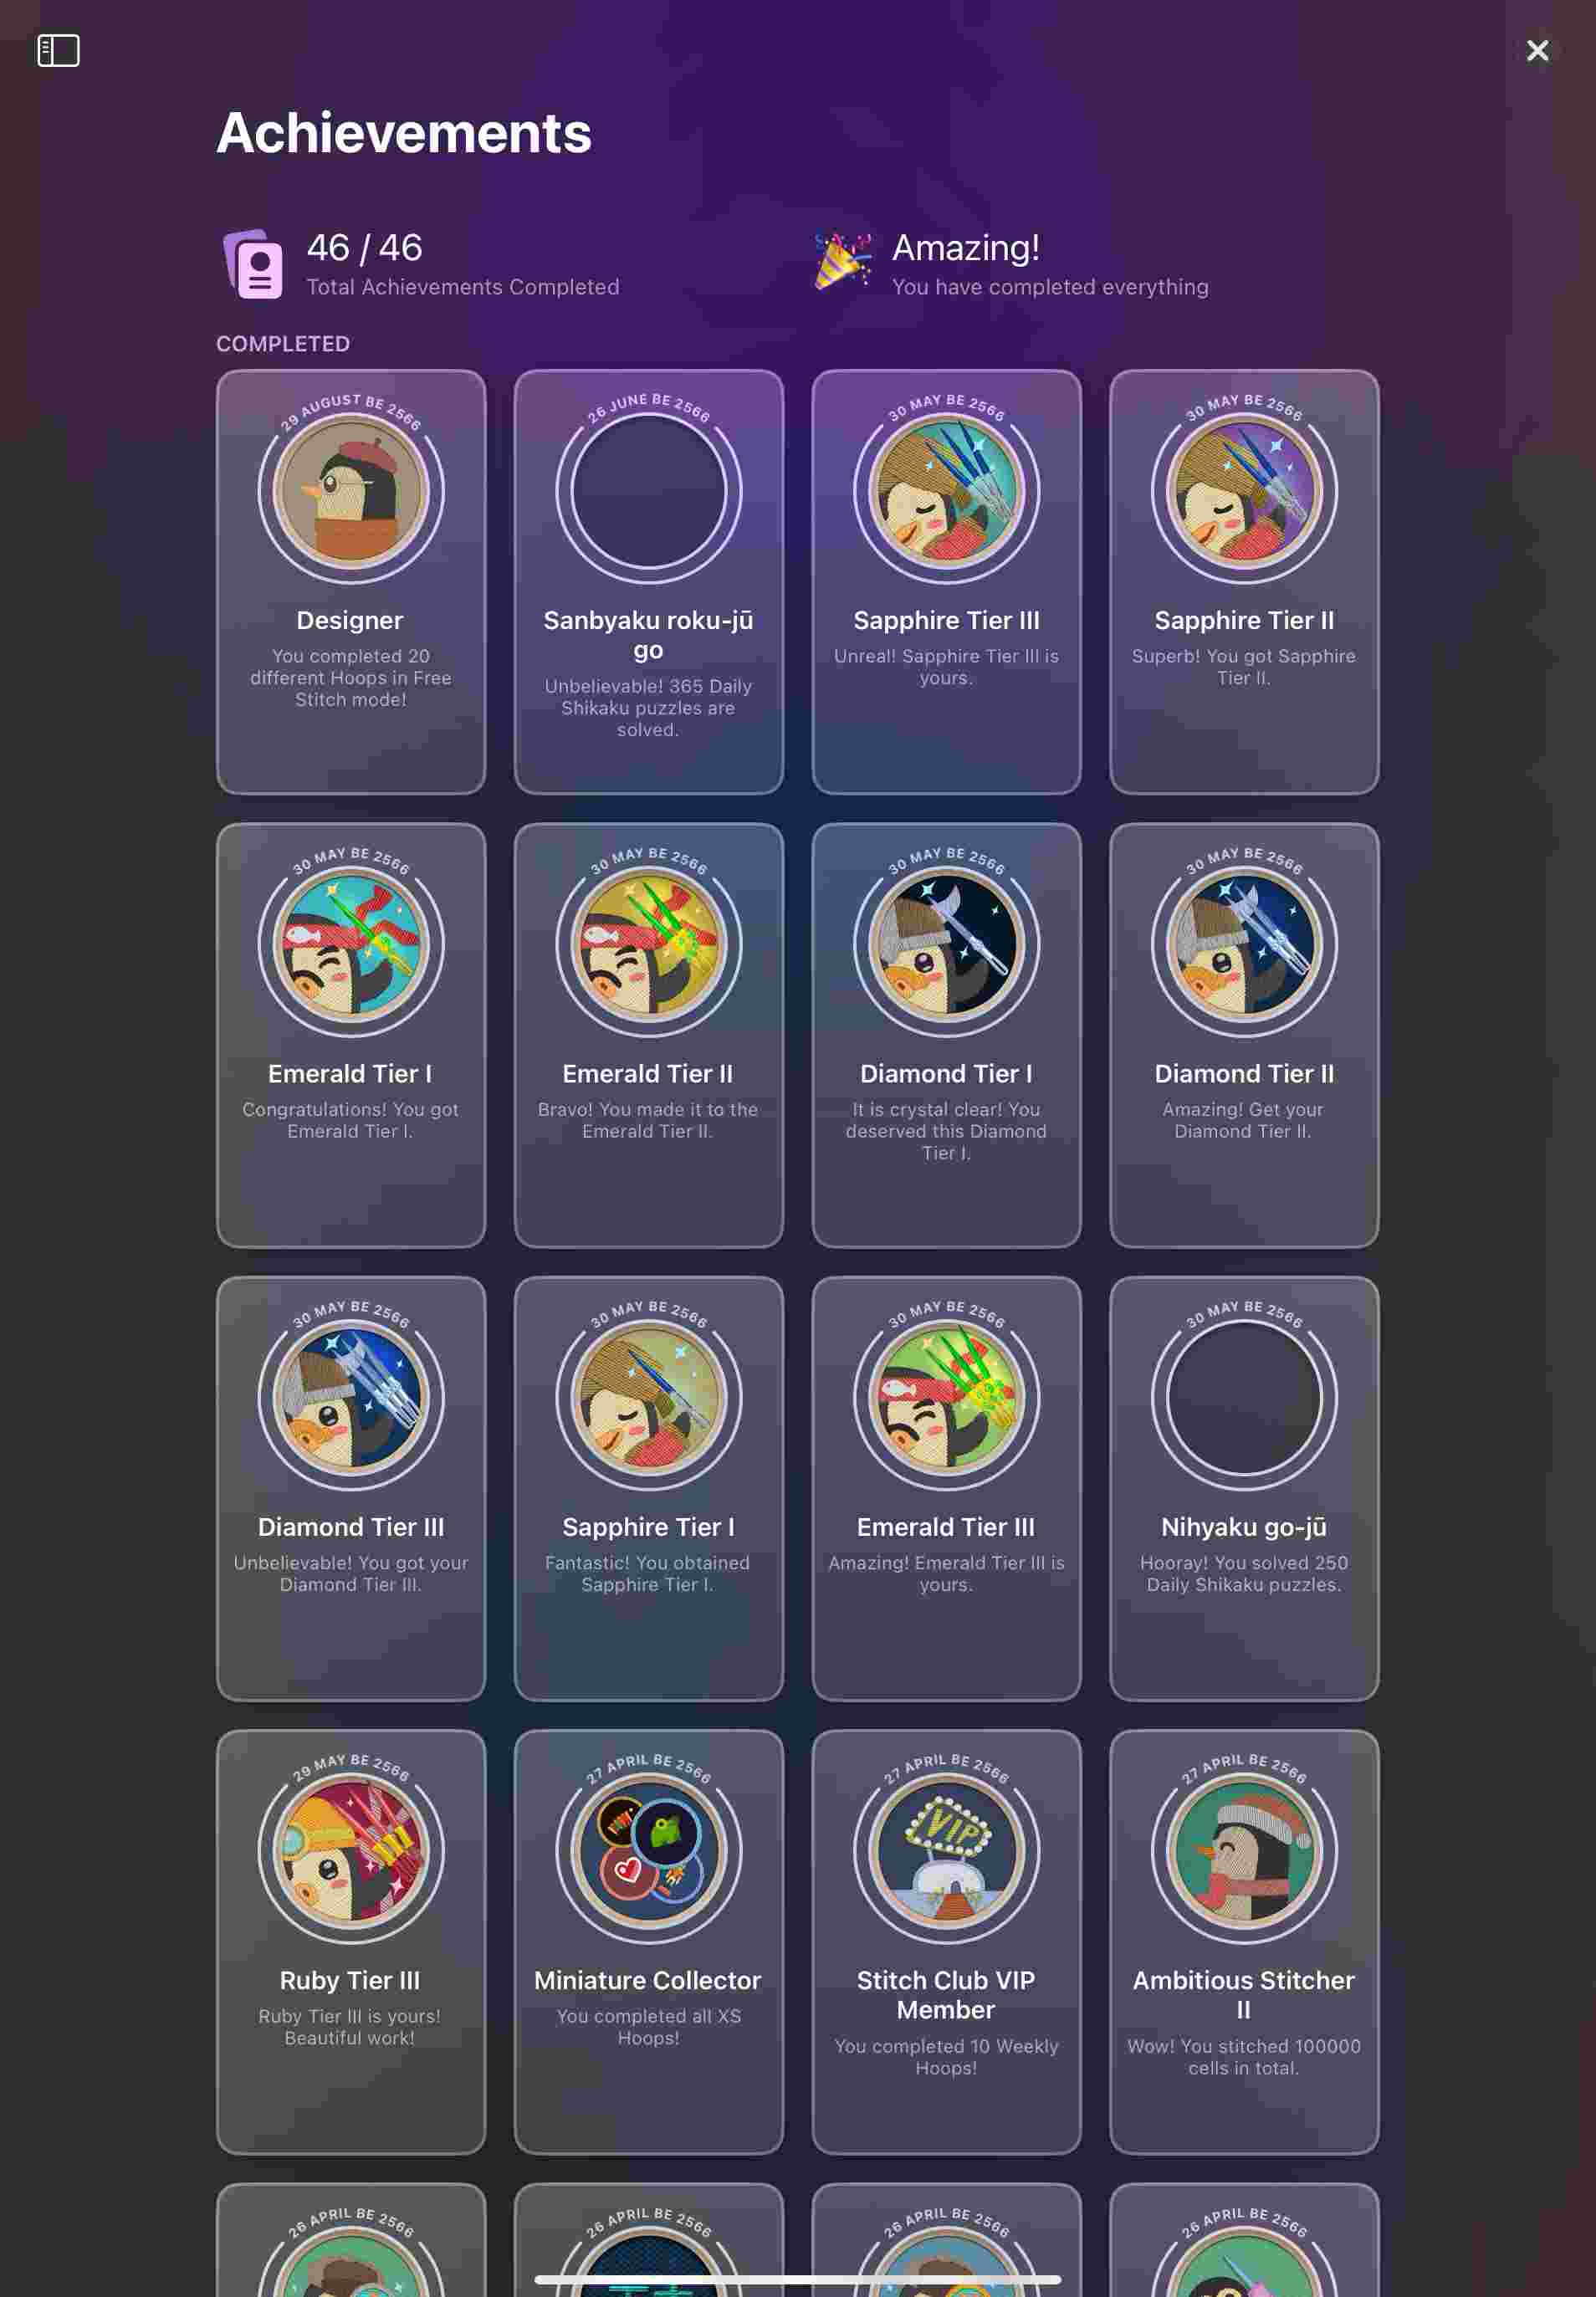 Achievements
46 / 46
Total Achievements Completed
Amazing!
You have completed everything
COMPLETED
29 AUGUST BE 2566
Designer
You completed 20
different Hoops in Free
Stitch mode!
26 JUNE BE 2566
Sanbyaku roku-jū
go
Unbelievable! 365 Daily
Shikaku puzzles are
solved.
30 MAY BE 2566
Sapphire Tier III
Unreal! Sapphire Tier III is
yours.
30 MAY BE 2566
Sapphire Tier II
Superb! You got Sapphire
Tier II.
30 MAY BE 2566
Emerald Tier I
Congratulations! You got
Emerald Tier I.
30 MAY BE 2566
Emerald Tier II
Bravo! You made it to the
Emerald Tier II.
30 MAY BE 2566
Diamond Tier I
It is crystal clear! You
deserved this Diamond
Tier I.
30 MAY BE 2566
Diamond Tier II
Amazing! Get your
Diamond Tier II.
30 MAY BE 2566
Diamond Tier III
Unbelievable! You got your
Diamond Tier III.
30 MAY BE 2566
Sapphire Tier I
Fantastic! You obtained
Sapphire Tier I.
30 MAY BE 2566
Emerald Tier III
Amazing! Emerald Tier III is
yours.
30 MAY BE 2566
Nihyaku go-jū
Hooray! You solved 250
Daily Shikaku puzzles.
29 MAY BE 2566
Ruby Tier III
Ruby Tier III is yours!
Beautiful work!
27 APRIL BE 2566
Miniature Collector
You completed all XS
Hoops!
27 APRIL BE 2566
VIP
Stitch Club VIP
Member
You completed 10 Weekly
Hoops!
27 APRIL BE 2566
Ambitious Stitcher
II
Wow! You stitched 100000
cells in total.
26 APRIL BE 2566
26 APRIL BE 2566
26 APRIL BE 2566
26 APRIL BE 2566